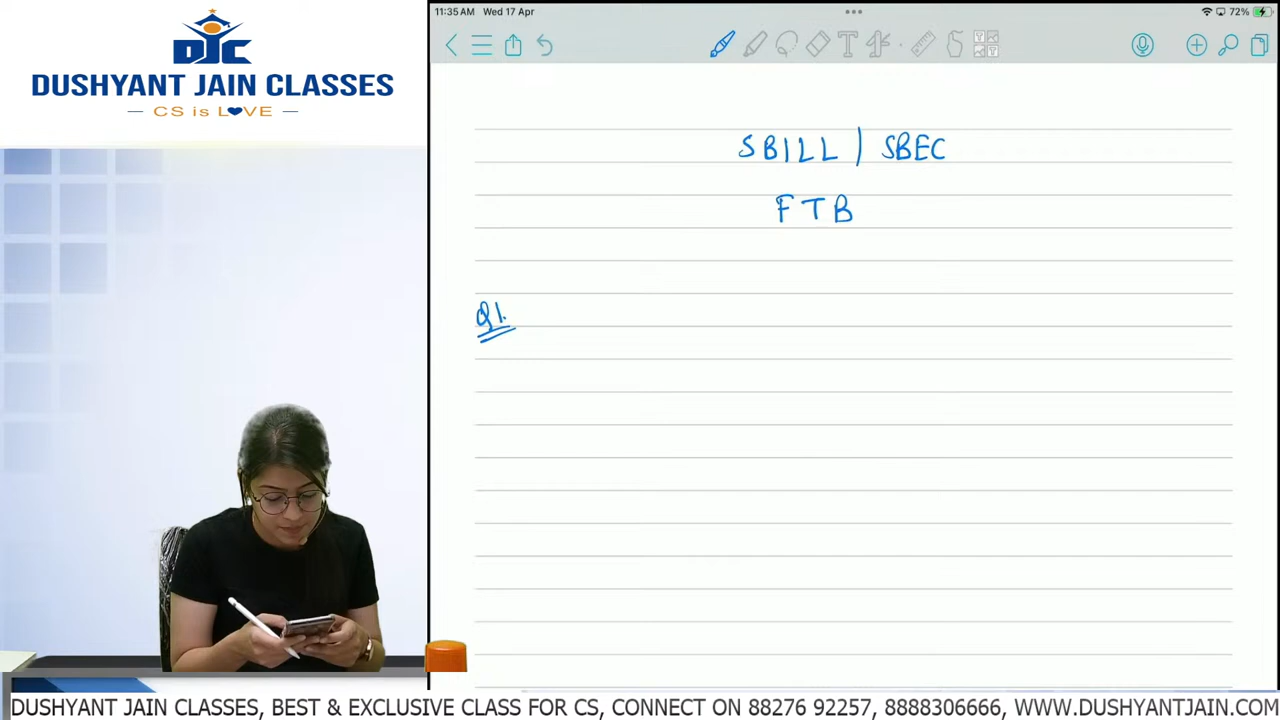 DJC
DUSHYANT JAIN CLASSES
— CS is LOVE —
11:35 AM Wed 17 Apr
72%
SBILL | SBEC
FTB
Q1.
DUSHYANT JAIN CLASSES, BEST & EXCLUSIVE CLASS FOR CS, CONNECT ON 88276 92257, 8888306666, WWW.DUSHYANTJAIN.COM